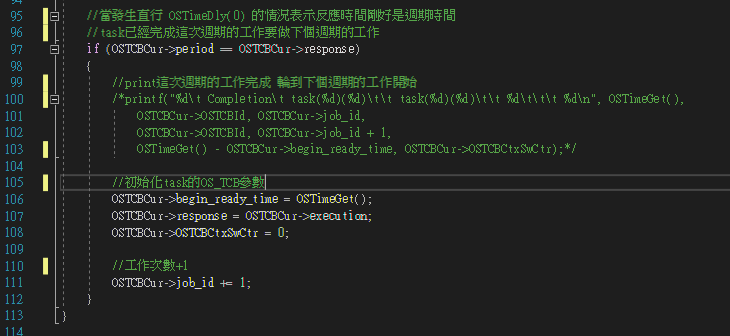 94
95 //當發生直行 OSTimeDly(0) 的情況表示反應時間剛好是週期時間
96 //task已經完成這次週期的工作要做下個週期的工作
97 if (OSTCBCur->period == OSTCBCur->response)
98 {
99 //print這次週期的工作完成 輪到下個週期的工作開始
100 /*printf("%d\t Completion\t task(%d)(%d)\t\t task(%d)(%d)\t\t %d\t\t\t %d\n", OSTimeGet(),
101 OSTCBCur->OSTCBId, OSTCBCur->job_id,
102 OSTCBCur->OSTCBId, OSTCBCur->job_id + 1,
103 OSTimeGet() - OSTCBCur->begin_ready_time, OSTCBCur->OSTCBCtxSwCtr);*/
104
105 //初始化task的OS_TCB參數
106 OSTCBCur->begin_ready_time = OSTimeGet();
107 OSTCBCur->response = OSTCBCur->execution;
108 OSTCBCur->OSTCBCtxSwCtr = 0;
109
110 //工作次數+1
111 OSTCBCur->job_id += 1;
112 }
113 }
114